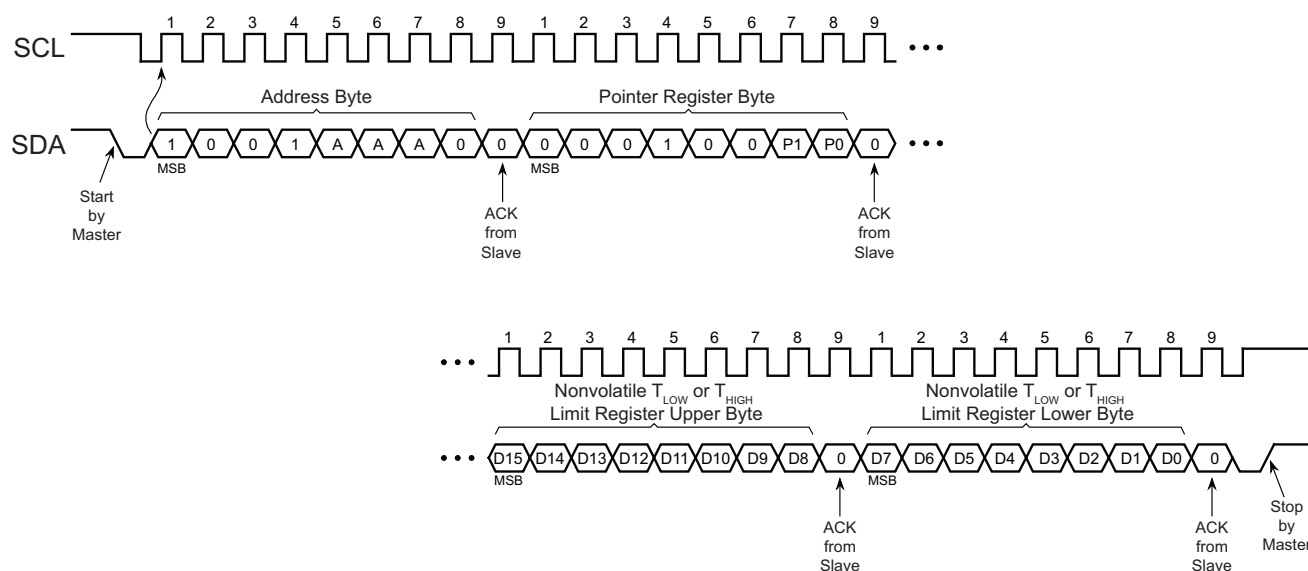 1 2 3 4 5 6 7 8 9 1 2 3 4 5 6 7 8 9
SCL
Address Byte Pointer Register Byte
SDA 1 0 0 1 A A A 0 0 0 0 0 1 0 0 P1 P0 0
MSB MSB
Start
by
Master
ACK
from
Slave
ACK
from
Slave
1 2 3 4 5 6 7 8 9 1 2 3 4 5 6 7 8 9
Nonvolatile TLOW or THIGH
Limit Register Upper Byte
Nonvolatile TLOW or THIGH
Limit Register Lower Byte
D15 D14 D13 D12 D11 D10 D9 D8 0 D7 D6 D5 D4 D3 D2 D1 D0 0
MSB MSB
ACK
from
Slave
ACK
from
Slave
Stop
by
Master